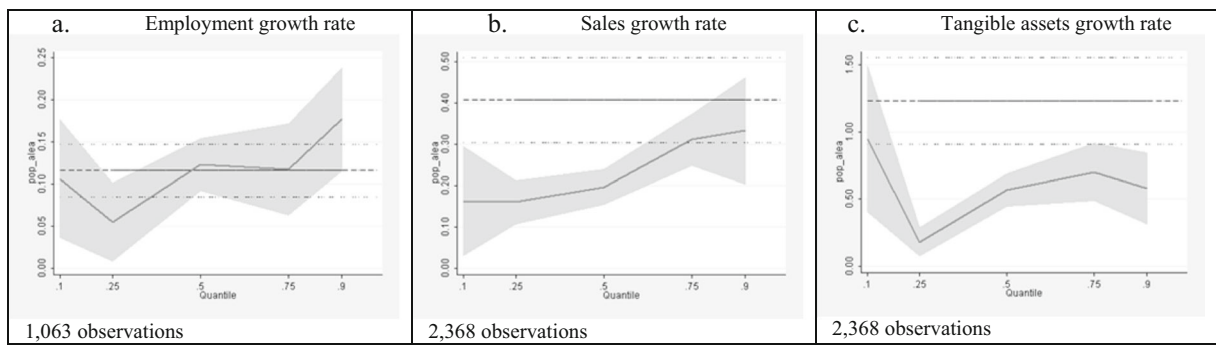 a. Employment growth rate
0.25
0.20
0.15
0.10
0.05
0.00
pop_alea
.1 .25 .5 .75 .9
Quantile
1,063 observations
b. Sales growth rate
0.50
0.40
0.30
0.20
0.10
0.00
pop_alea
.1 .25 .5 .75 .9
Quantile
2,368 observations
c. Tangible assets growth rate
1.50
1.00
0.50
0.00
pop_alea
.1 .25 .5 .75 .9
Quantile
2,368 observations